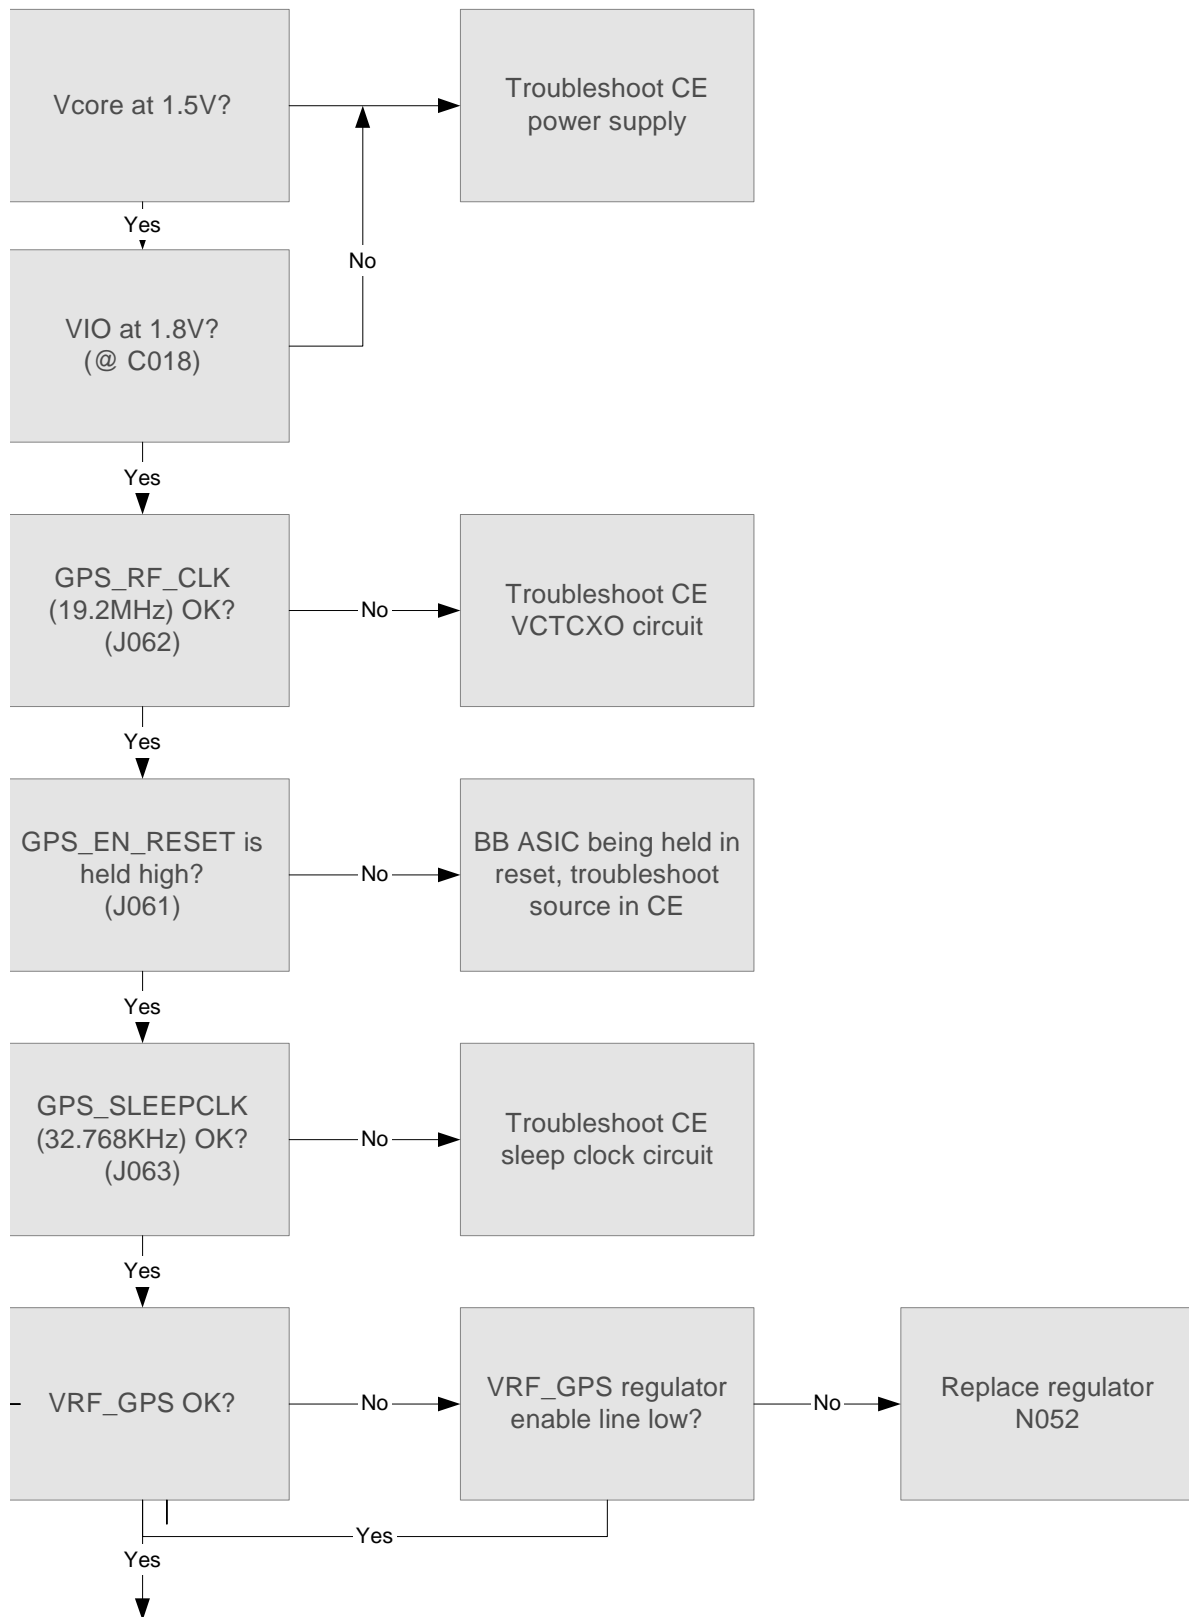 Vcore at 1.5V?
Troubleshoot CE
power supply
Yes
No
VIO at 1.8V?
(@ C018)
Yes
GPS_RF_CLK
(19.2MHz) OK?
(J062)
No
Troubleshoot CE
VCTCXO circuit
Yes
GPS_EN_RESET is
held high?
(J061)
No
BB ASIC being held in
reset, troubleshoot
source in CE
Yes
GPS_SLEEPCLK
(32.768KHz) OK?
(J063)
No
Troubleshoot CE
sleep clock circuit
Yes
VRF_GPS OK?
No
VRF_GPS regulator
enable line low?
No
Replace regulator
N052
Yes
Yes